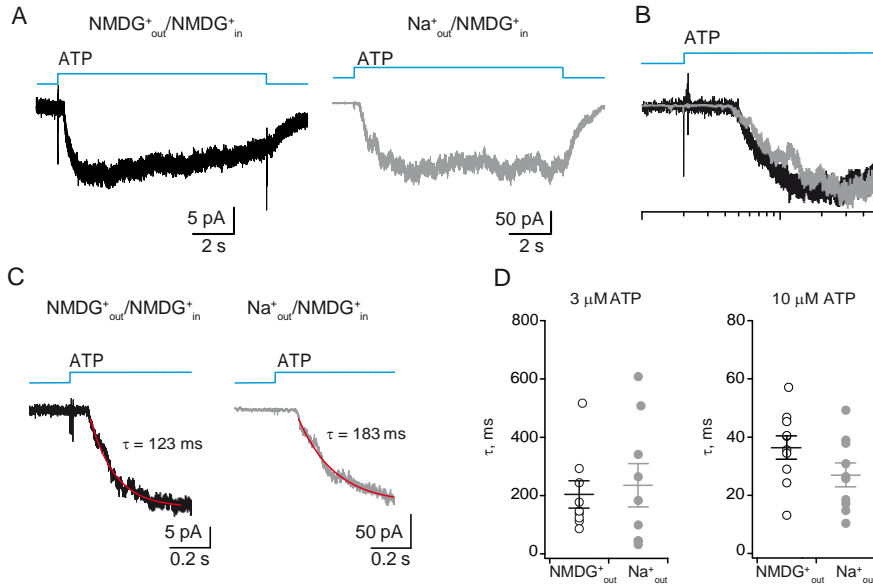 A
NMDG⁺out/NMDG⁺in
ATP
5 pA
2 s
Na⁺out/NMDG⁺in
ATP
50 pA
2 s
B
ATP
C
NMDG⁺out/NMDG⁺in
ATP
τ = 123 ms
5 pA
0.2 s
Na⁺out/NMDG⁺in
ATP
τ = 183 ms
50 pA
0.2 s
D
3 μM ATP
800
600
400
200
0
τ, ms
NMDG⁺out
Na⁺out
10 μM ATP
80
60
40
20
0
τ, ms
NMDG⁺out
Na⁺out